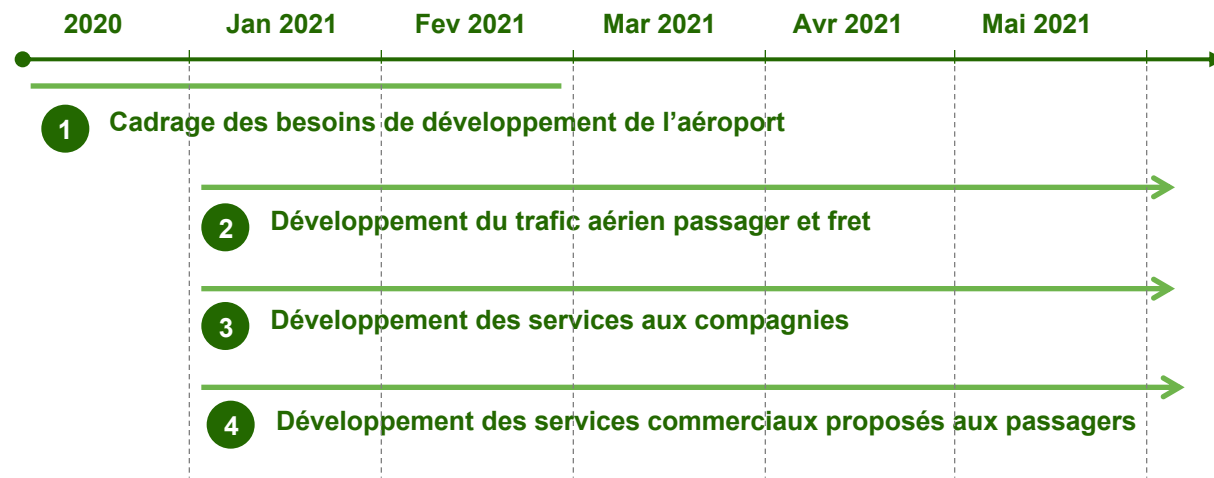 2020 Jan 2021 Fev 2021 Mar 2021 Avr 2021 Mai 2021
1 Cadrage des besoins de développement de l’aéroport
2 Développement du trafic aérien passager et fret
3 Développement des services aux compagnies
4 Développement des services commerciaux proposés aux passagers